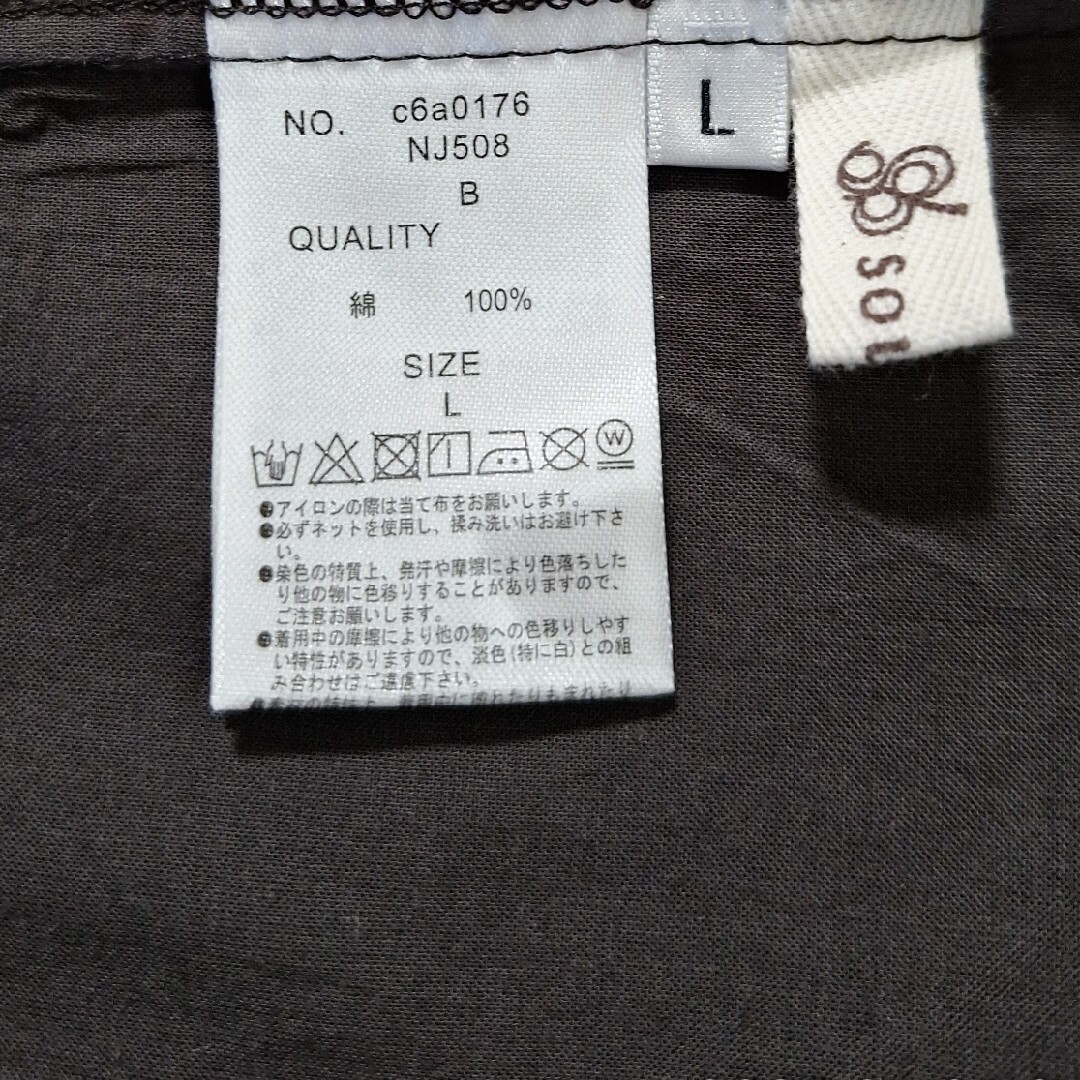 NO. c6a0176
NJ508
B
QUALITY
綿 100%
SIZE
L
W
●アイロンの際は当て布をお願いします。
●必ずネットを使用し、揉み洗いはお避け下さ
い。
●染色の特質上、発汗や摩擦により色落ちした
り他の物に色移りすることがありますので、
ご注意お願いします。
●着用中の摩擦により他の物への色移りしやす
い特性がありますので、淡色(特に白)との組
み合わせはご遠慮下さい。
L